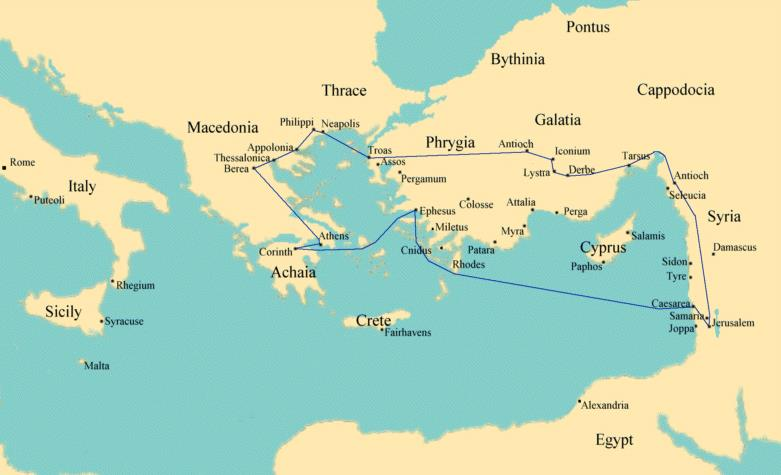 Pontus
Bythinia
Cappodocia
Thrace
Philippi
Neapolis
Macedonia
Galatia
Appolonia
Phrygia
Antioch
Iconium
Troas
Tarsus
Thessalonica
Assos
Rome
Berea
Lystra
Derbe
Pergamum
Antioch
Italy
Seleucia
Puteoli
Colosse
Attalia
Ephesus
Perga
Syria
Miletus
Myra
Salamis
Athens
Cyprus
Damascus
Corinth
Cnidus
Patara
Sidon
Rhodes
Paphos
Achaia
Tyre
Rhegium
Caesarea
Sicily
Samaria
Syracuse
Crete
Jerusalem
Joppa
Fairhavens
Malta
Alexandria
Egypt